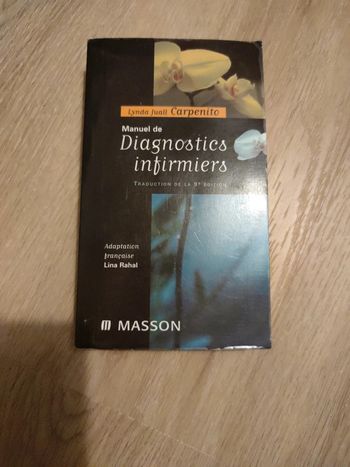 Lynda Juall Carpenito
Manuel de
Diagnostics
infirmiers
TRADUCTION DE LA 9e ÉDITION
Adaptation
française
Lina Rahal
MASSON